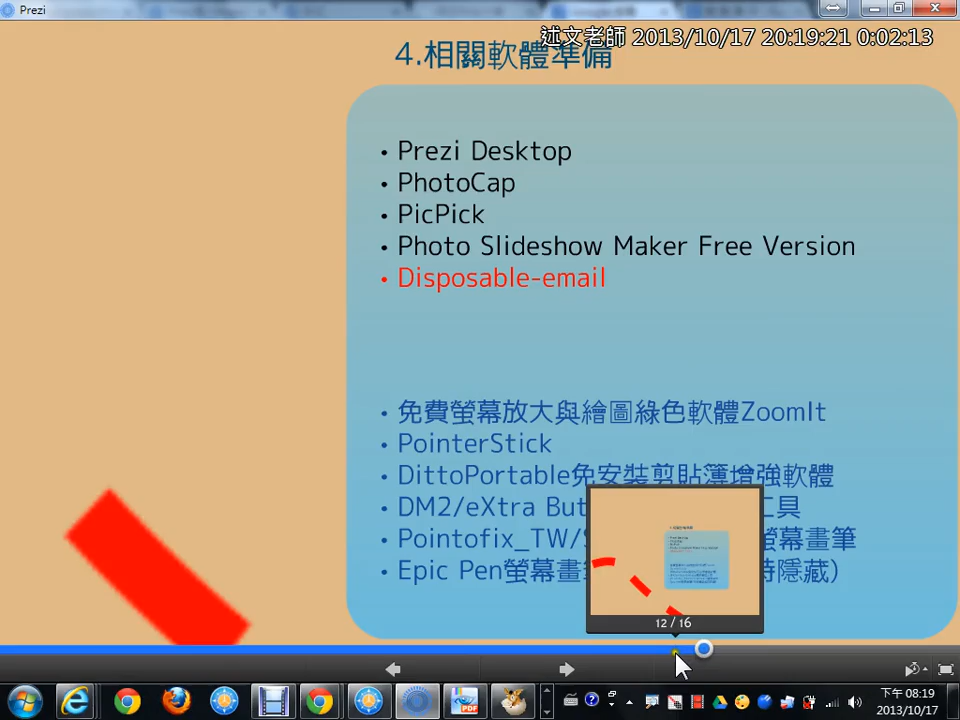 Prezi
述文老師 2013/10/17 20:19:21 0:02:13
4.相關軟體準備
• Prezi Desktop
• PhotoCap
• PicPick
• Photo Slideshow Maker Free Version
• Disposable-email
• 免費螢幕放大與繪圖綠色軟體ZoomIt
• PointerStick
• DittoPortable免安裝剪貼簿增強軟體
• DM2/eXtra But 工具
• Pointofix_TW/ 螢幕畫筆
• Epic Pen螢幕畫 時隱藏)
12 / 16
下午 08:19
2013/10/17